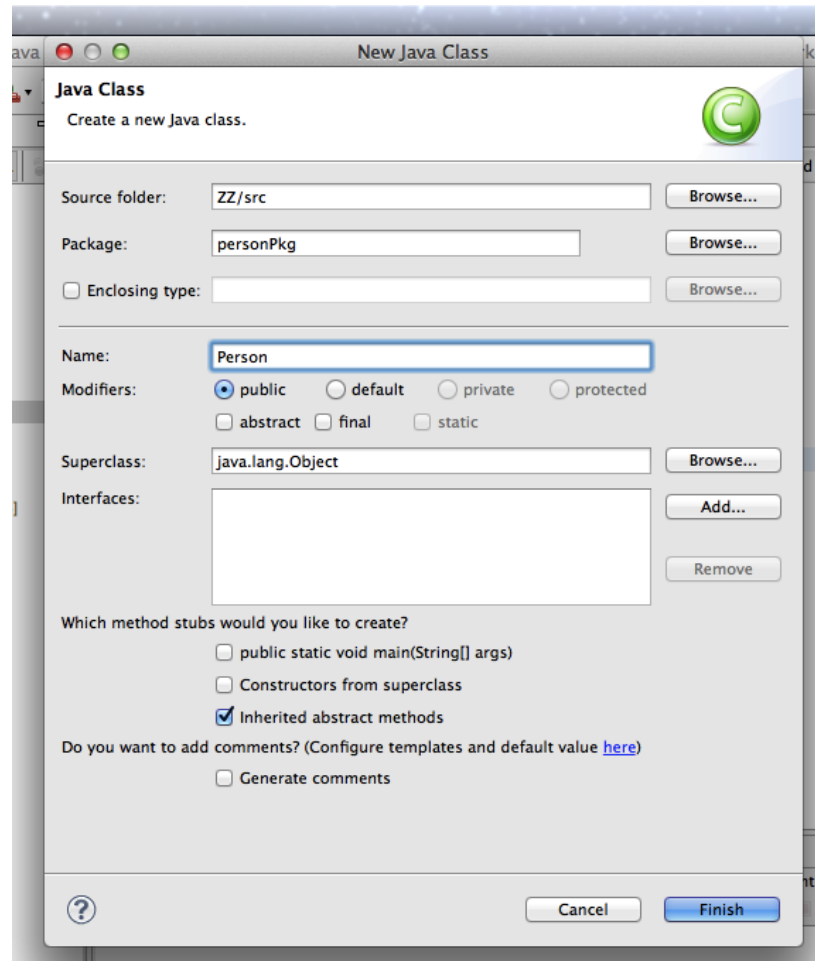 ava
New Java Class
Java Class
Create a new Java class.
C
Source folder: ZZ/src Browse...
Package: personPkg Browse...
Enclosing type: Browse...
Name: Person
Modifiers: public default private protected
abstract final static
Superclass: java.lang.Object Browse...
Interfaces: Add...
]
Remove
Which method stubs would you like to create?
public static void main(String[] args)
Constructors from superclass
Inherited abstract methods
Do you want to add comments? (Configure templates and default value here)
Generate comments
? Cancel Finish